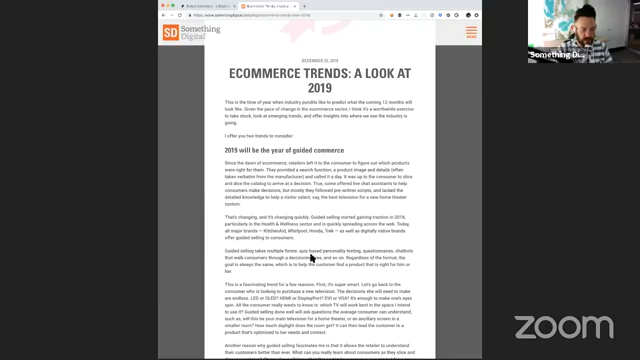 SD Something Digital
DECEMBER 20, 2018
ECOMMERCE TRENDS: A LOOK AT
2019
This is the time of year when industry pundits like to predict what the coming 12 months will
look like. Given the pace of change in the ecommerce sector, I think it's a worthwhile exercise
to take stock, look at emerging trends, and offer insights into where we see the industry is
going.
I offer you two trends to consider:
2019 will be the year of guided commerce
Since the dawn of ecommerce, retailers left it to the consumer to figure out which products
were right for them. They provided a search function, a product image and details (often
taken verbatim from the manufacturer) and called it a day. It was up to the consumer to slice
and dice the catalog to arrive at a decision. True, some offered live chat assistants to help
consumers make decisions, but mostly they followed pre-written scripts, and lacked the
detailed knowledge to help a visitor select, say, the best television for a new home theater
system.
That's changing, and it's changing quickly. Guided selling started gaining traction in 2018,
particularly in the Health & Wellness sector and is quickly spreading across the web. Today,
all major brands — KitchenAid, Whirlpool, Honda, Trek — as well as digitally native brands
offer guided selling to consumers.
Guided selling takes multiple forms: quiz-based personality testing, questionnaires, chatbots
that walk consumers through a decision and so on. Regardless of the format, the
goal is always the same, which is to help the customer find a product that is right for him or
her.
This is a fascinating trend for a few reasons. First, it's super smart. Let's go back to the
consumer who is looking to purchase a new television. The decisions she will need to make
are endless. LED or OLED? HDMI or DisplayPort? DVI or VGA? It's enough to make one's eyes
spin. All the consumer really wants to know is: which TV will work best in the space I intend
to use it? Guided selling done well will ask questions the average consumer can understand,
such as, will this be your main television for a home theater, or an ancillary screen in a
smaller room? How much daylight does the room get? It can then lead the customer to a
product that's optimized to her needs and context.
Another reason why guided selling fascinates me is that it allows the retailer to understand
their customers better than ever. What can you really learn about consumers as they slice and
Something Di...
zoom